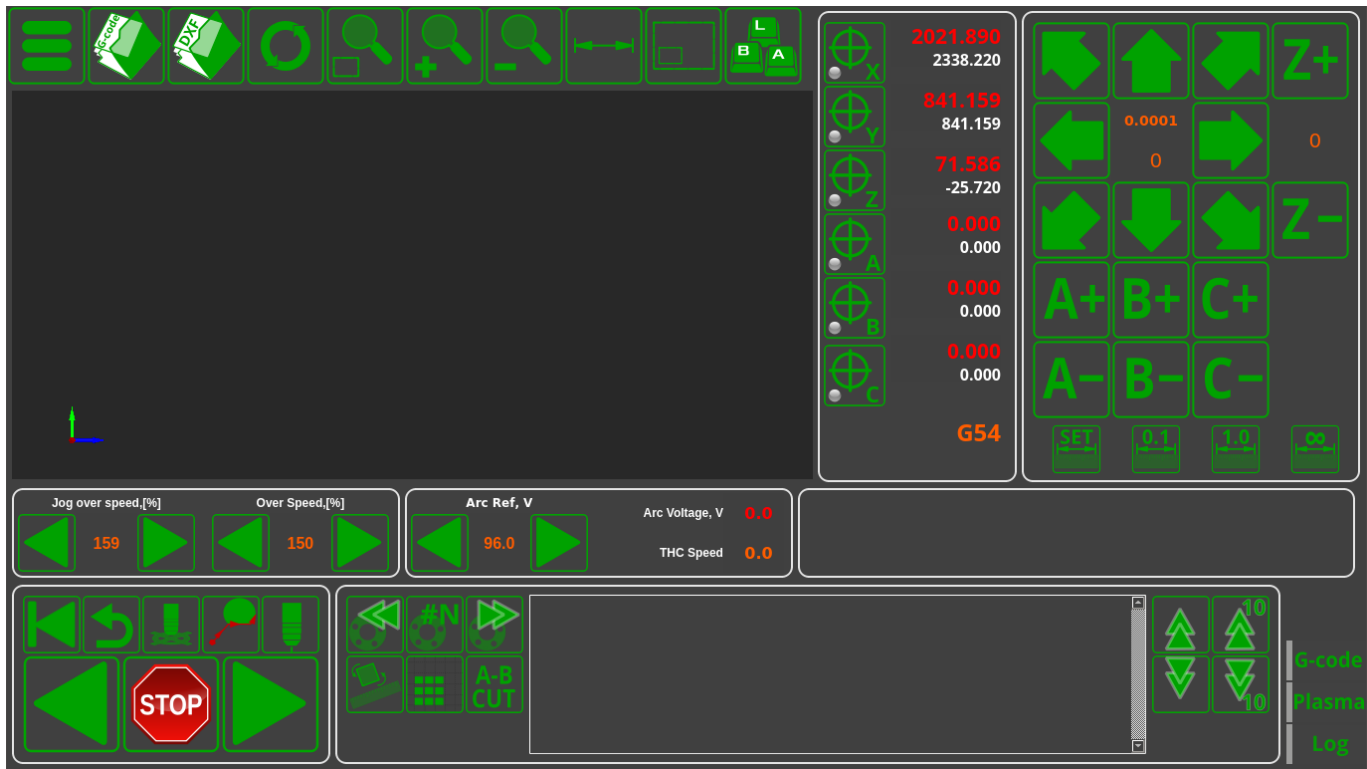 G-code
DXF
L
B
A
X
2021.890
2338.220
Y
841.159
841.159
Z
71.586
-25.720
A
0.000
0.000
B
0.000
0.000
C
0.000
0.000
G54
Z+
0.0001
0
0
Z-
A+ B+ C+
A- B- C-
SET 0.1 1.0 ∞
Jog over speed,[%]
159
Over Speed,[%]
150
Arc Ref, V
96.0
Arc Voltage, V 0.0
THC Speed 0.0
STOP
#N
A-B
CUT
10
10
G-code
Plasma
Log